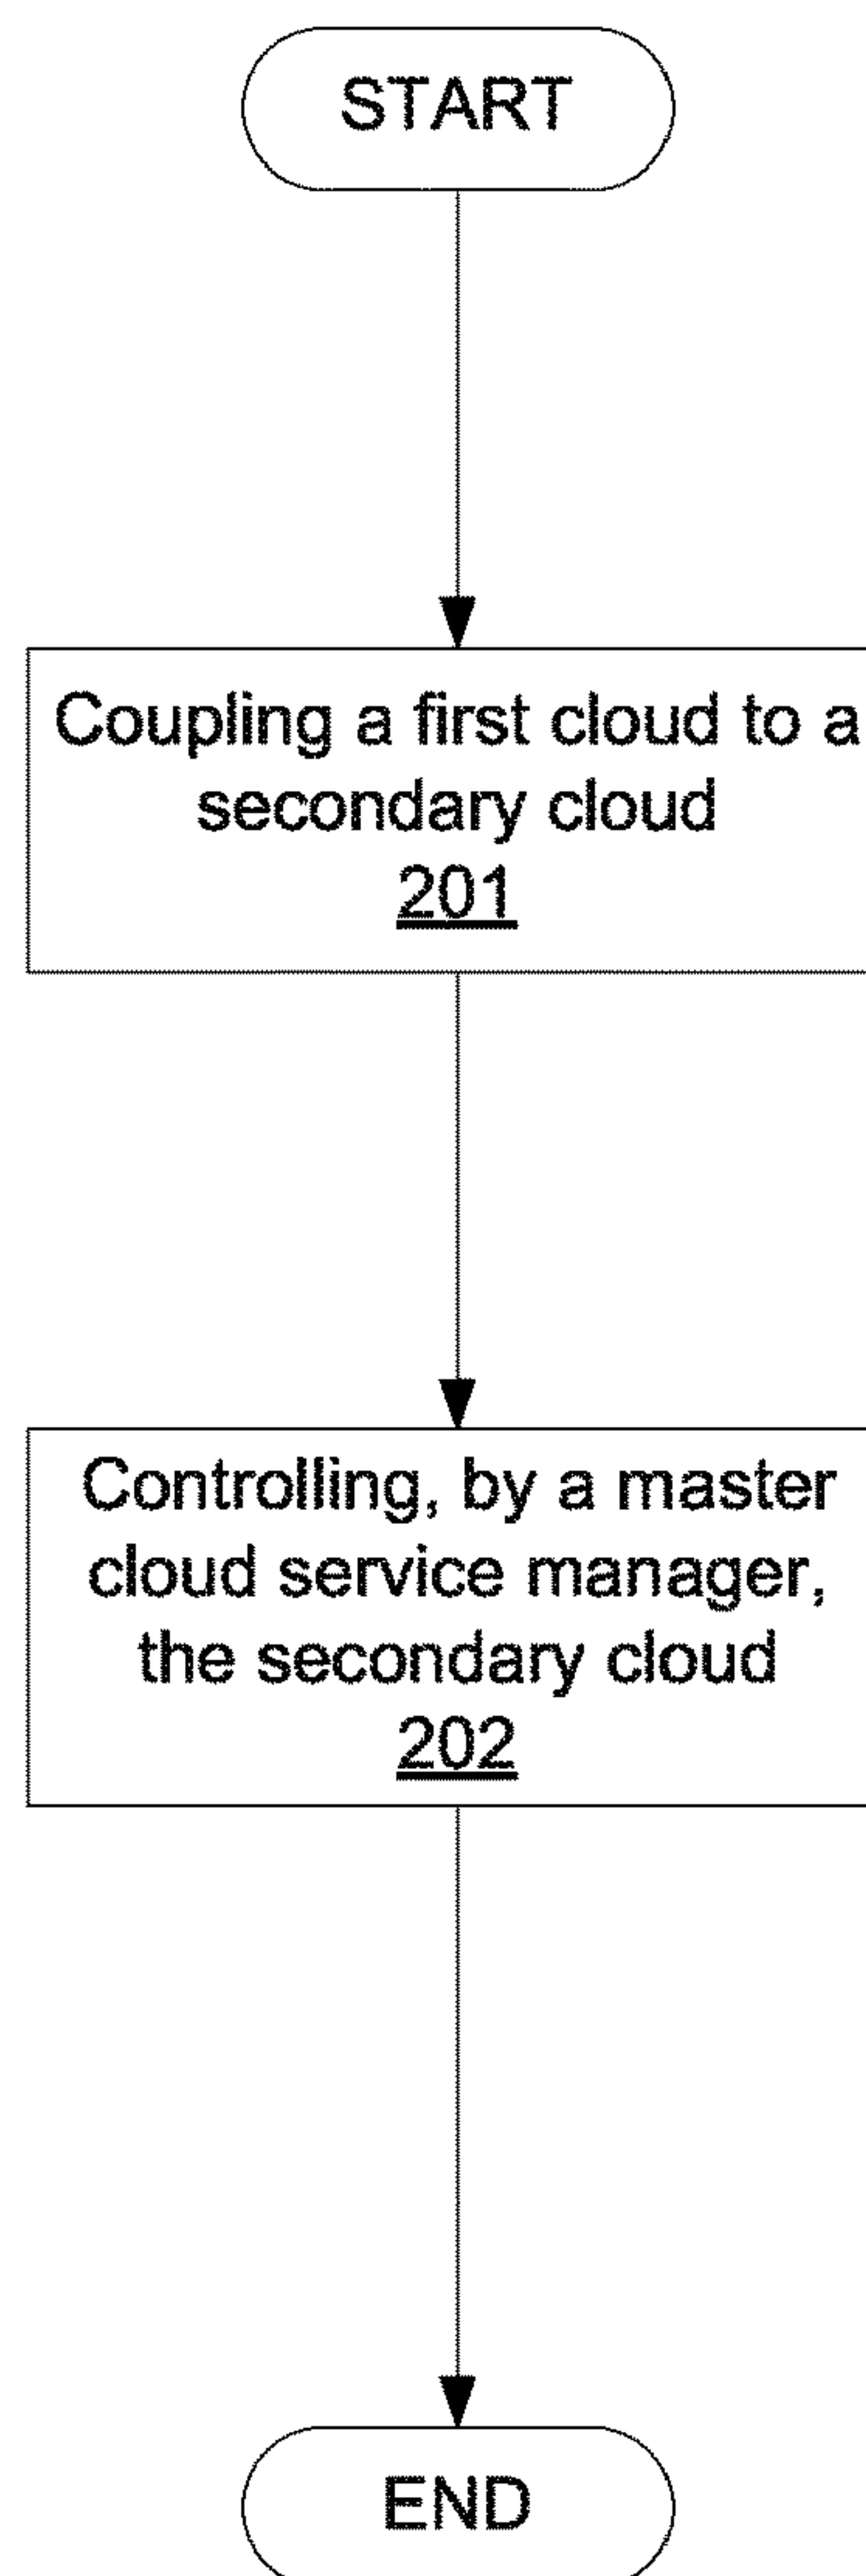 START
Coupling a first cloud to a
secondary cloud
201
Controlling, by a master
cloud service manager,
the secondary cloud
202
END